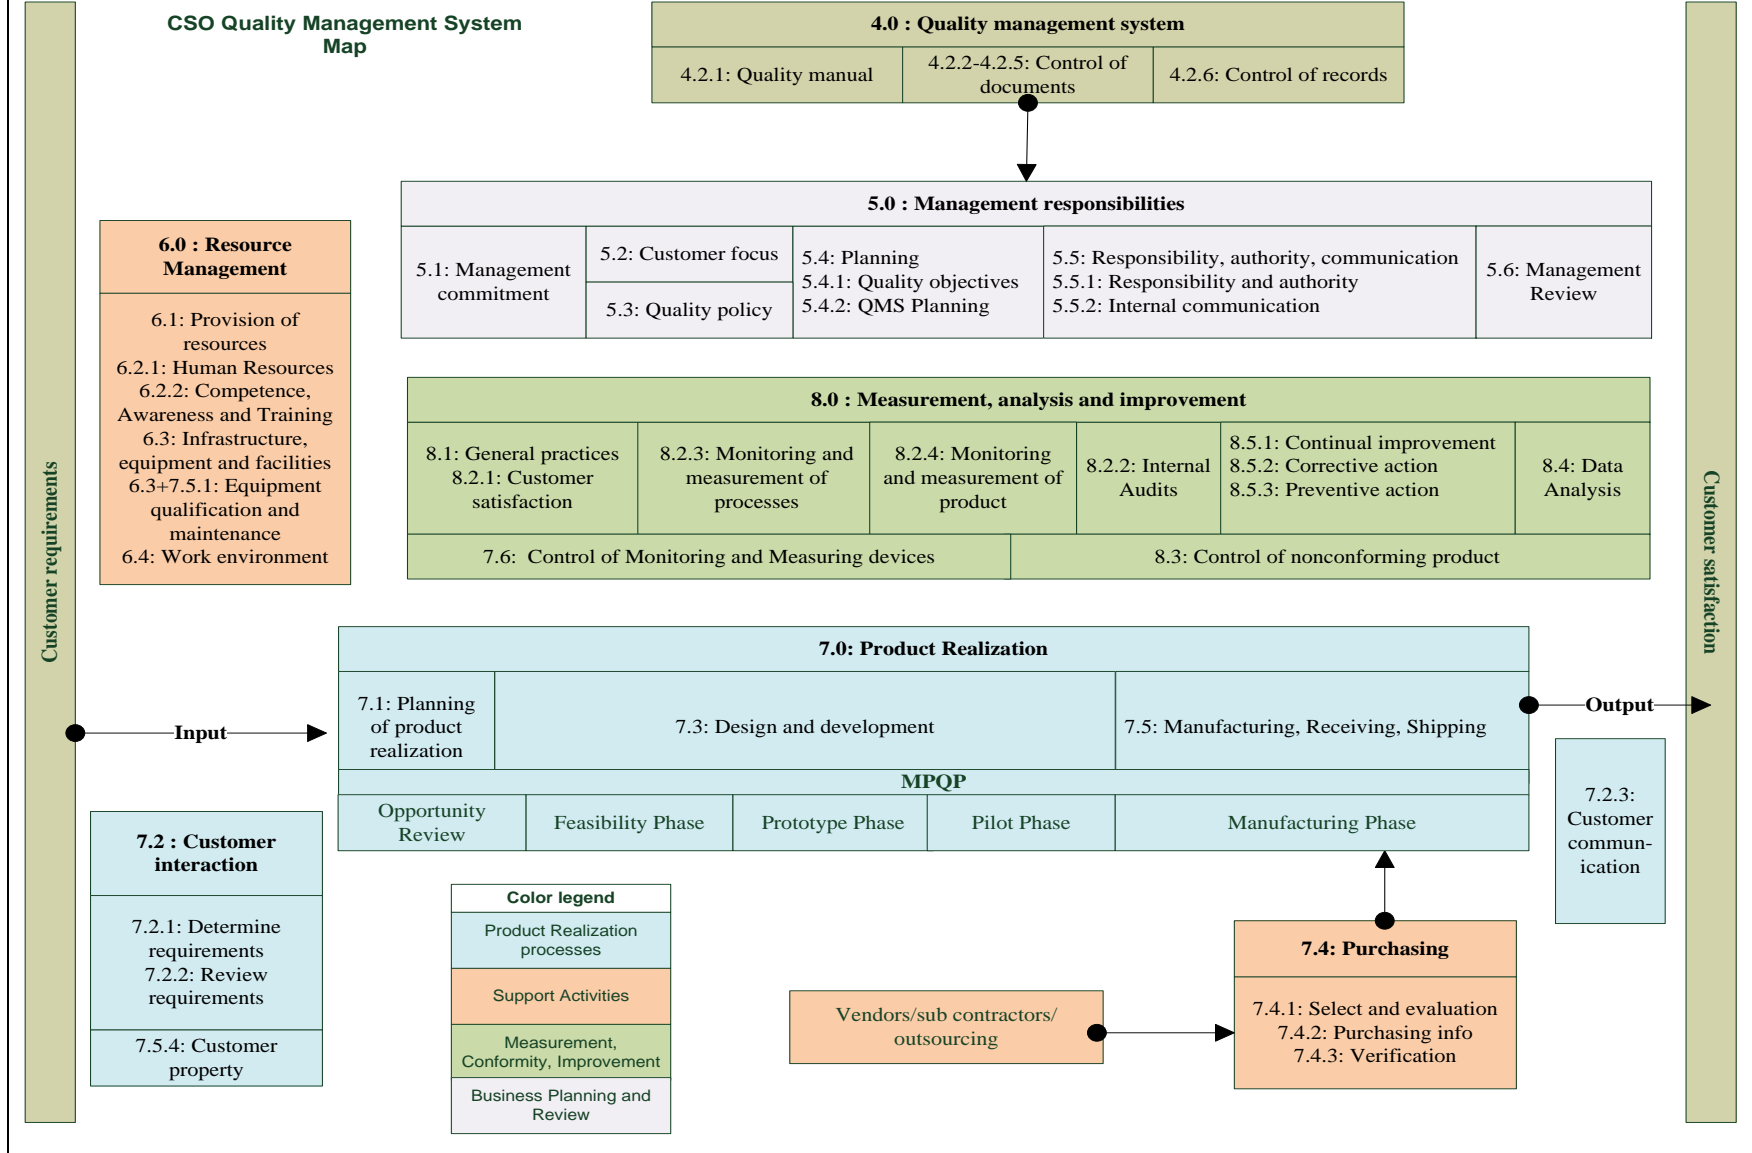 CSO Quality Management System
Map
4.0 : Quality management system
4.2.1: Quality manual
4.2.2-4.2.5: Control of
documents
4.2.6: Control of records
5.0 : Management responsibilities
5.1: Management
commitment
5.2: Customer focus
5.3: Quality policy
5.4: Planning
5.4.1: Quality objectives
5.4.2: QMS Planning
5.5: Responsibility, authority, communication
5.5.1: Responsibility and authority
5.5.2: Internal communication
5.6: Management
Review
6.0 : Resource
Management
6.1: Provision of
resources
6.2.1: Human Resources
6.2.2: Competence,
Awareness and Training
6.3: Infrastructure,
equipment and facilities
6.3+7.5.1: Equipment
qualification and
maintenance
6.4: Work environment
8.0 : Measurement, analysis and improvement
8.1: General practices
8.2.1: Customer
satisfaction
8.2.3: Monitoring and
measurement of
processes
8.2.4: Monitoring
and measurement of
product
8.2.2: Internal
Audits
8.5.1: Continual improvement
8.5.2: Corrective action
8.5.3: Preventive action
8.4: Data
Analysis
7.6:  Control of Monitoring and Measuring devices
8.3: Control of nonconforming product
Customer requirements
Customer satisfaction
7.0: Product Realization
7.1: Planning
of product
realization
7.3: Design and development
7.5: Manufacturing, Receiving, Shipping
MPQP
Opportunity
Review
Feasibility Phase
Prototype Phase
Pilot Phase
Manufacturing Phase
Input
Output
7.2.3:
Customer
commun-
ication
7.2 : Customer
interaction
7.2.1: Determine
requirements
7.2.2: Review
requirements
7.5.4: Customer
property
Color legend
Product Realization
processes
Support Activities
Measurement,
Conformity, Improvement
Business Planning and
Review
Vendors/sub contractors/
outsourcing
7.4: Purchasing
7.4.1: Select and evaluation
7.4.2: Purchasing info
7.4.3: Verification